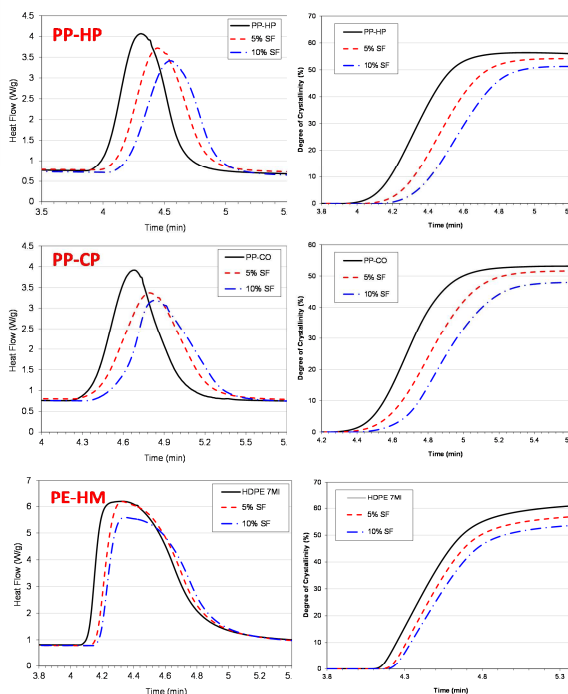 PP-HP
PP-HP
5% SF
10% SF
Heat Flow (W/g)
4.5
4
3.5
3
2.5
2
1.5
1
0.5
0
3.5
4
4.5
5
5.
Time (min)
PP-HP
5% SF
10% SF
Degree of Crystallinity (%)
70
60
50
40
30
20
10
0
3.8
4
4.2
4.4
4.6
4.8
5
5.2
Time (min)
PP-CP
PP-CO
5% SF
10% SF
Heat Flow (W/g)
4.5
4
3.5
3
2.5
2
1.5
1
0.5
0
4
4.3
4.6
4.9
5.2
5.
Time (min)
PP-CO
5% SF
10% SF
Degree of Crystallinity (%)
60
50
40
30
20
10
0
4.2
4.4
4.6
4.8
5
5.2
5.4
5.
Time (min)
PE-HM
HDPE 7MI
5% SF
10% SF
Heat Flow (W/g)
7
6
5
4
3
2
1
0
3.8
4
4.2
4.4
4.6
4.8
5
5.2
5.4
Time (min)
HDPE 7MI
5% SF
10% SF
Degree of Crystallinity (%)
70
60
50
40
30
20
10
0
3.8
4.3
4.8
5.3
Time (min)